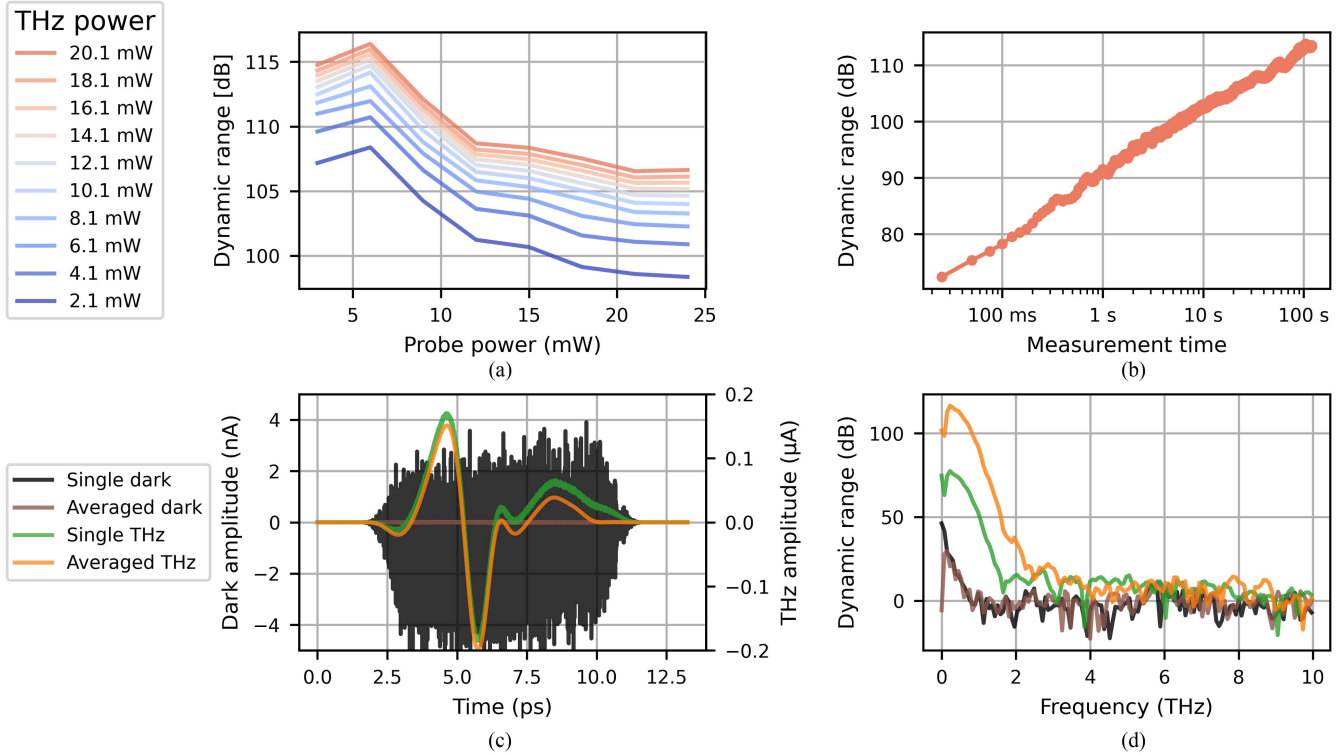 THz power
20.1 mW
18.1 mW
16.1 mW
14.1 mW
12.1 mW
10.1 mW
8.1 mW
6.1 mW
4.1 mW
2.1 mW
Dynamic range [dB]
115
110
105
100
5 10 15 20 25
Probe power (mW)
(a)
Dynamic range (dB)
110
100
90
80
100 ms 1 s 10 s 100 s
Measurement time
(b)
Single dark
Averaged dark
Single THz
Averaged THz
Dark amplitude (nA)
4
2
0
−2
−4
0.0 2.5 5.0 7.5 10.0 12.5
Time (ps)
0.2
0.1
0.0
−0.1
−0.2
THz amplitude (μA)
(c)
Dynamic range (dB)
100
50
0
0 2 4 6 8 10
Frequency (THz)
(d)